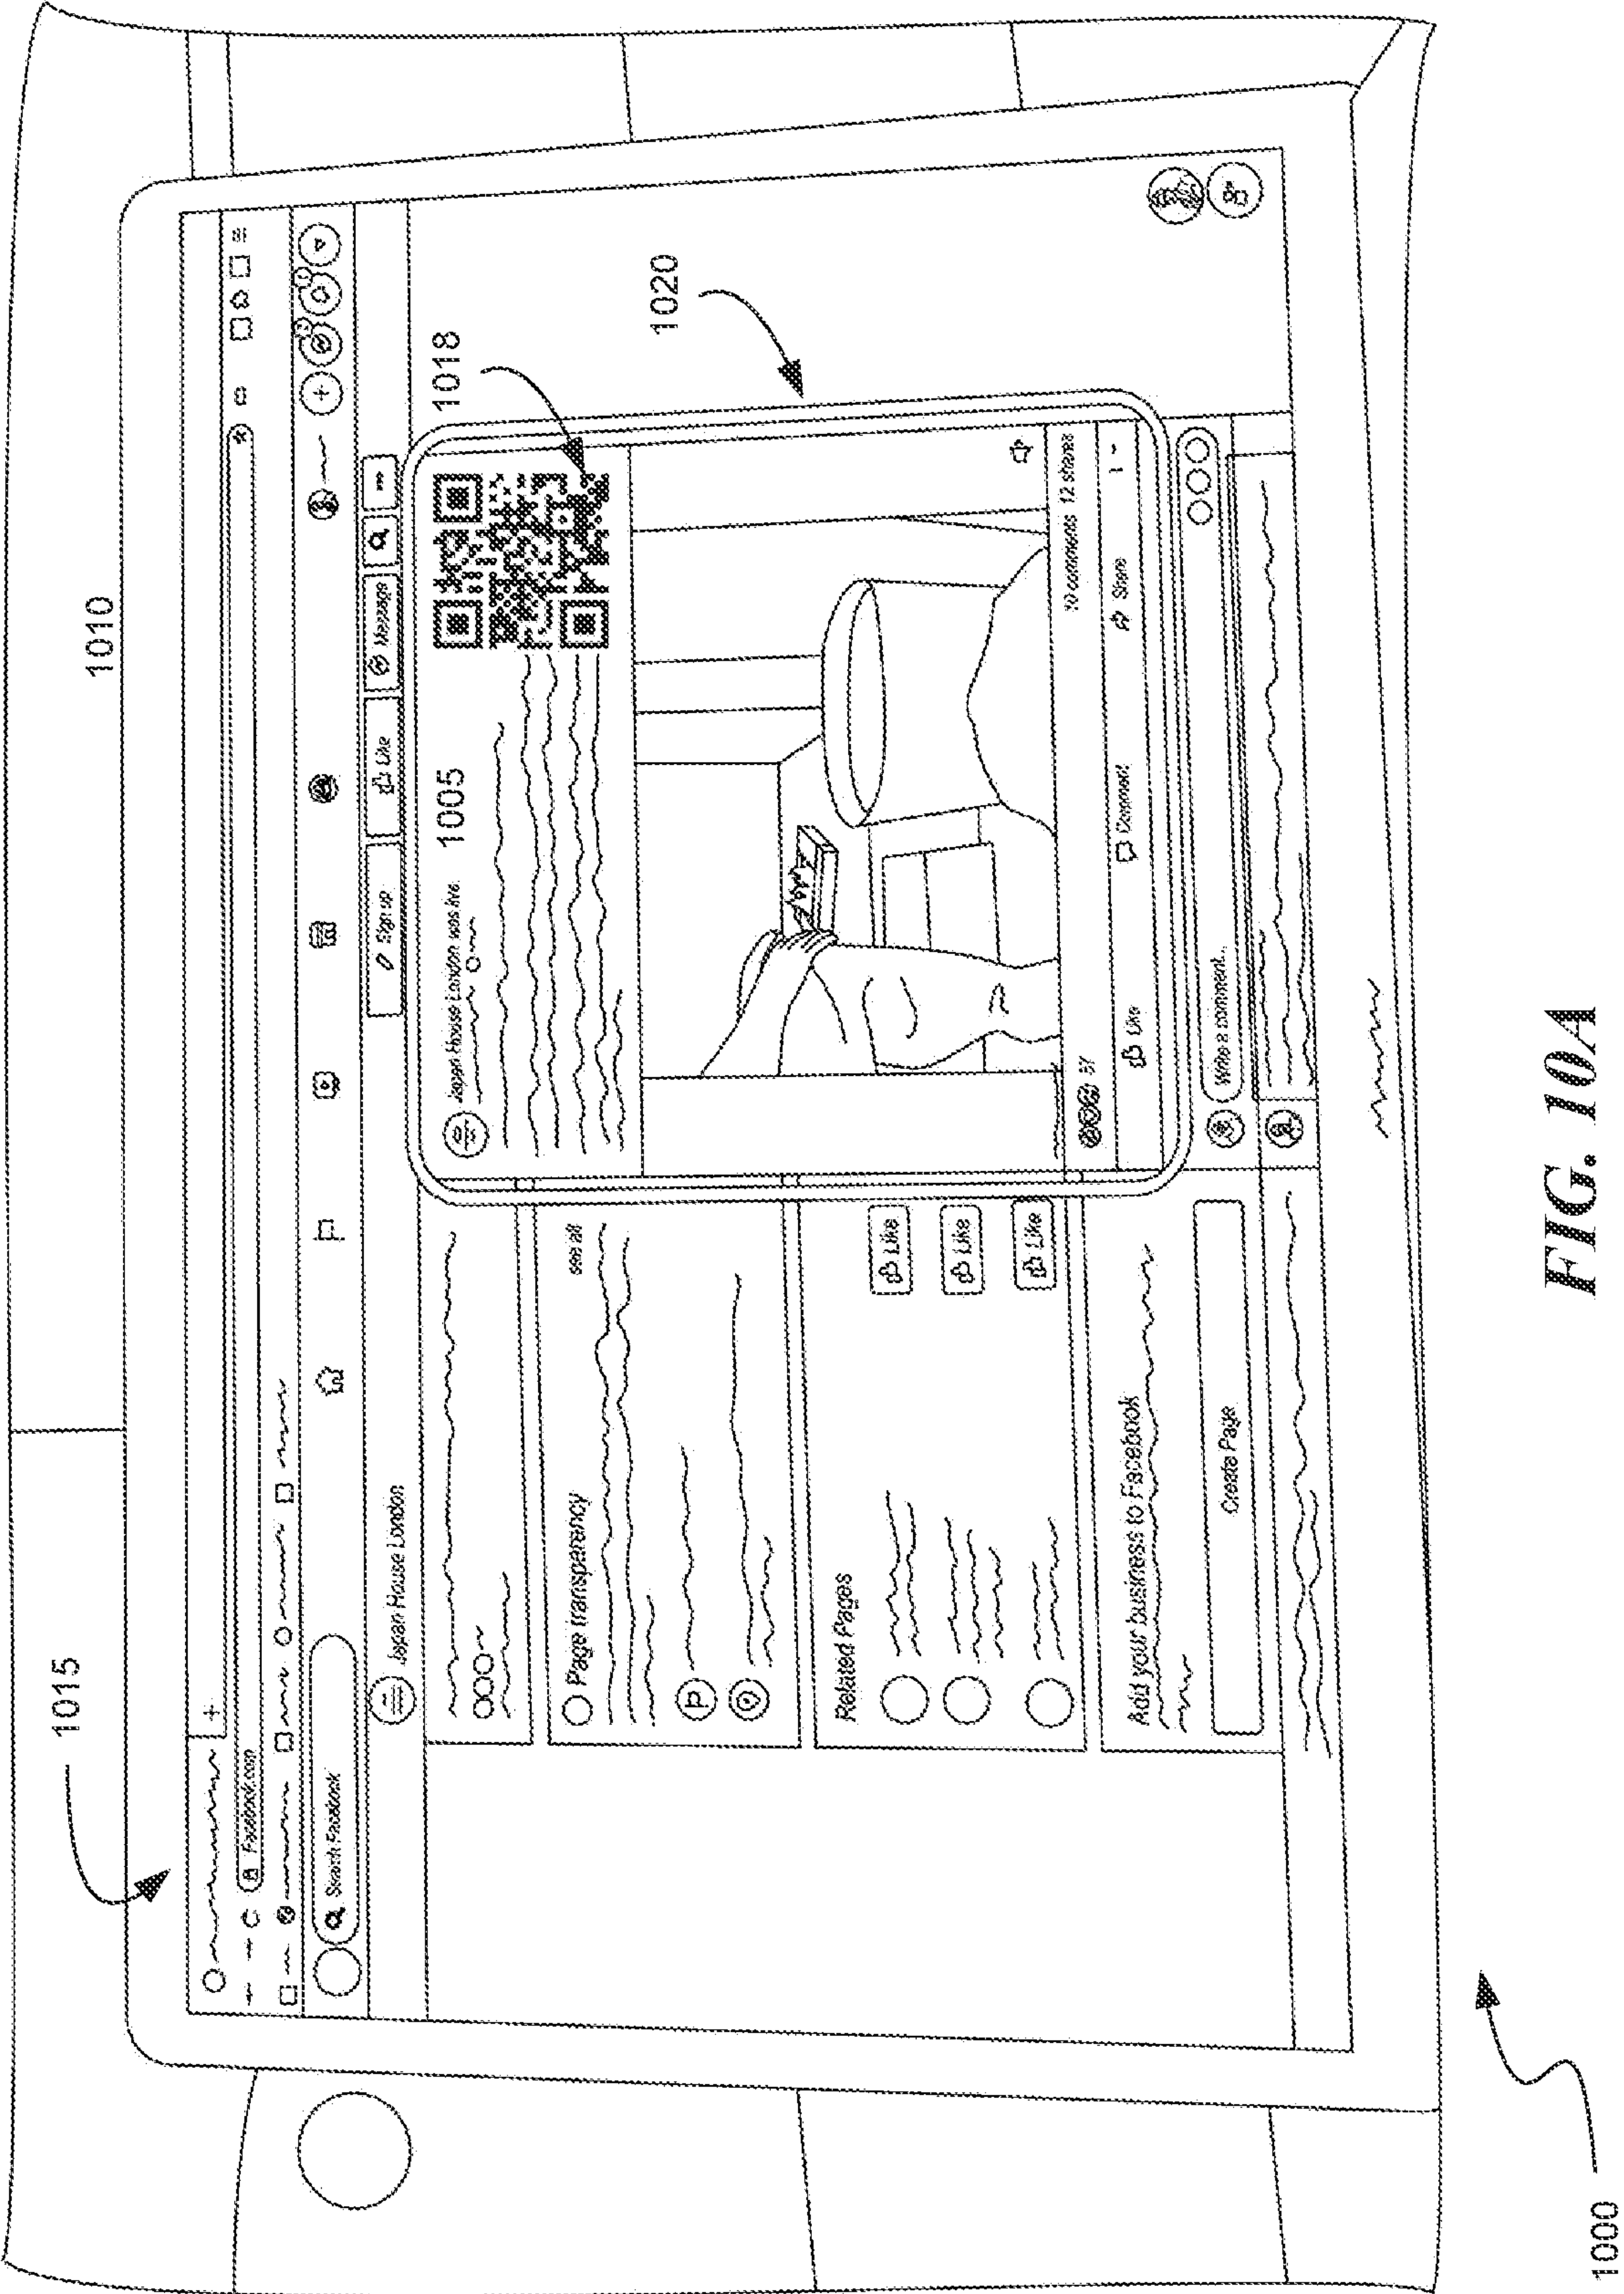 1010
1015
+
Facebook.com
Search Facebook
Japan House London
Sign up
Like
Message
Page transparency
see all
Related Pages
Like
Like
Like
Add your business to Facebook
Create Page
Japan House London was live.
1005
1018
1020
37
10 comments 12 shares
Like
Comment
Share
Write a comment...
1000
FIG. 10A